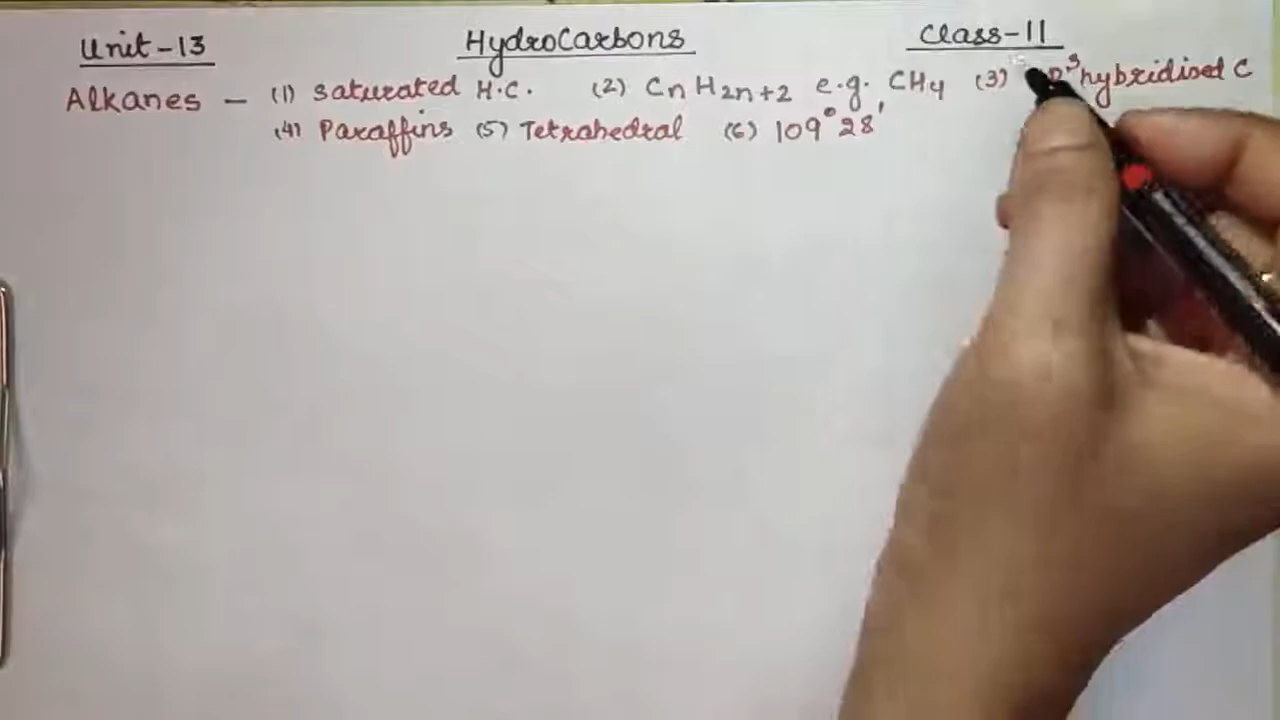 Unit-13 HydroCarbons Class-11
Alkanes - (1) Saturated H.C. (2) CnH2n+2 e.g. CH4 (3) hybridised C
(4) Paraffins (5) Tetrahedral (6) 109°28'